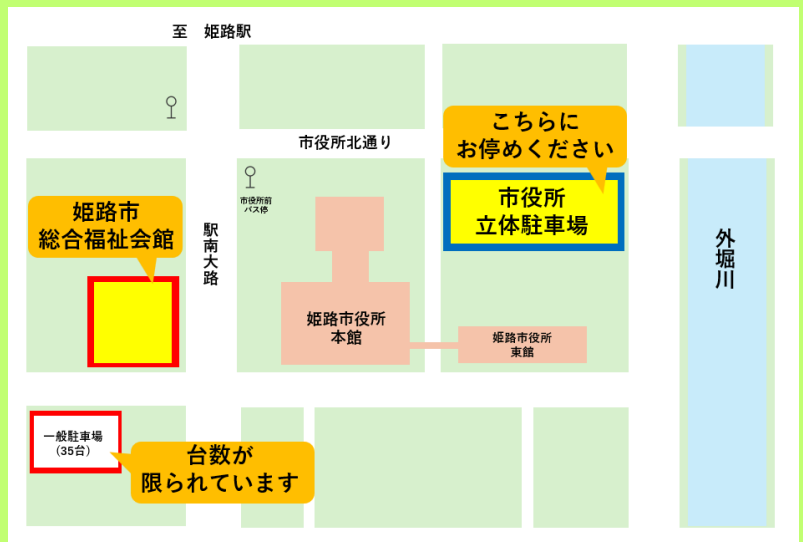 至　姫路駅
市役所北通り
こちらに
お停めください
市役所
立体駐車場
市役所前
バス停
姫路市
総合福祉会館
駅南大路
外堀川
姫路市役所
本館
姫路市役所
東館
一般駐車場
(35台)
台数が
限られています